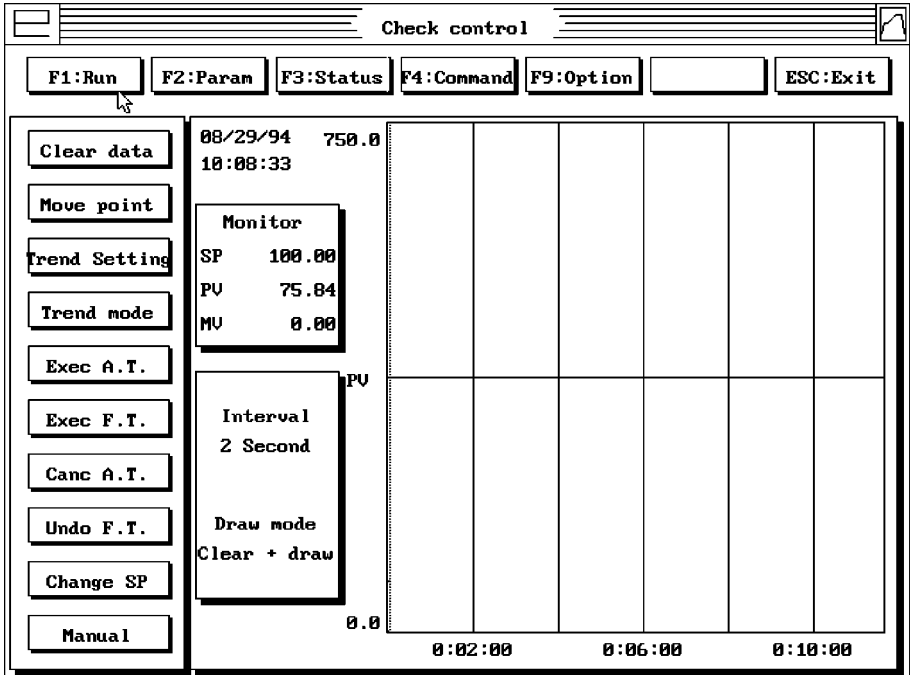 Check control
F1:Run F2:Param F3:Status F4:Command F9:Option ESC:Exit
Clear data
Move point
Trend Setting
Trend mode
Exec A.T.
Exec F.T.
Canc A.T.
Undo F.T.
Change SP
Manual
08/29/94
10:08:33
Monitor
SP 100.00
PV 75.84
MV 0.00
Interval
2 Second
Draw mode
Clear + draw
750.0
PV
0.0
0:02:00 0:06:00 0:10:00